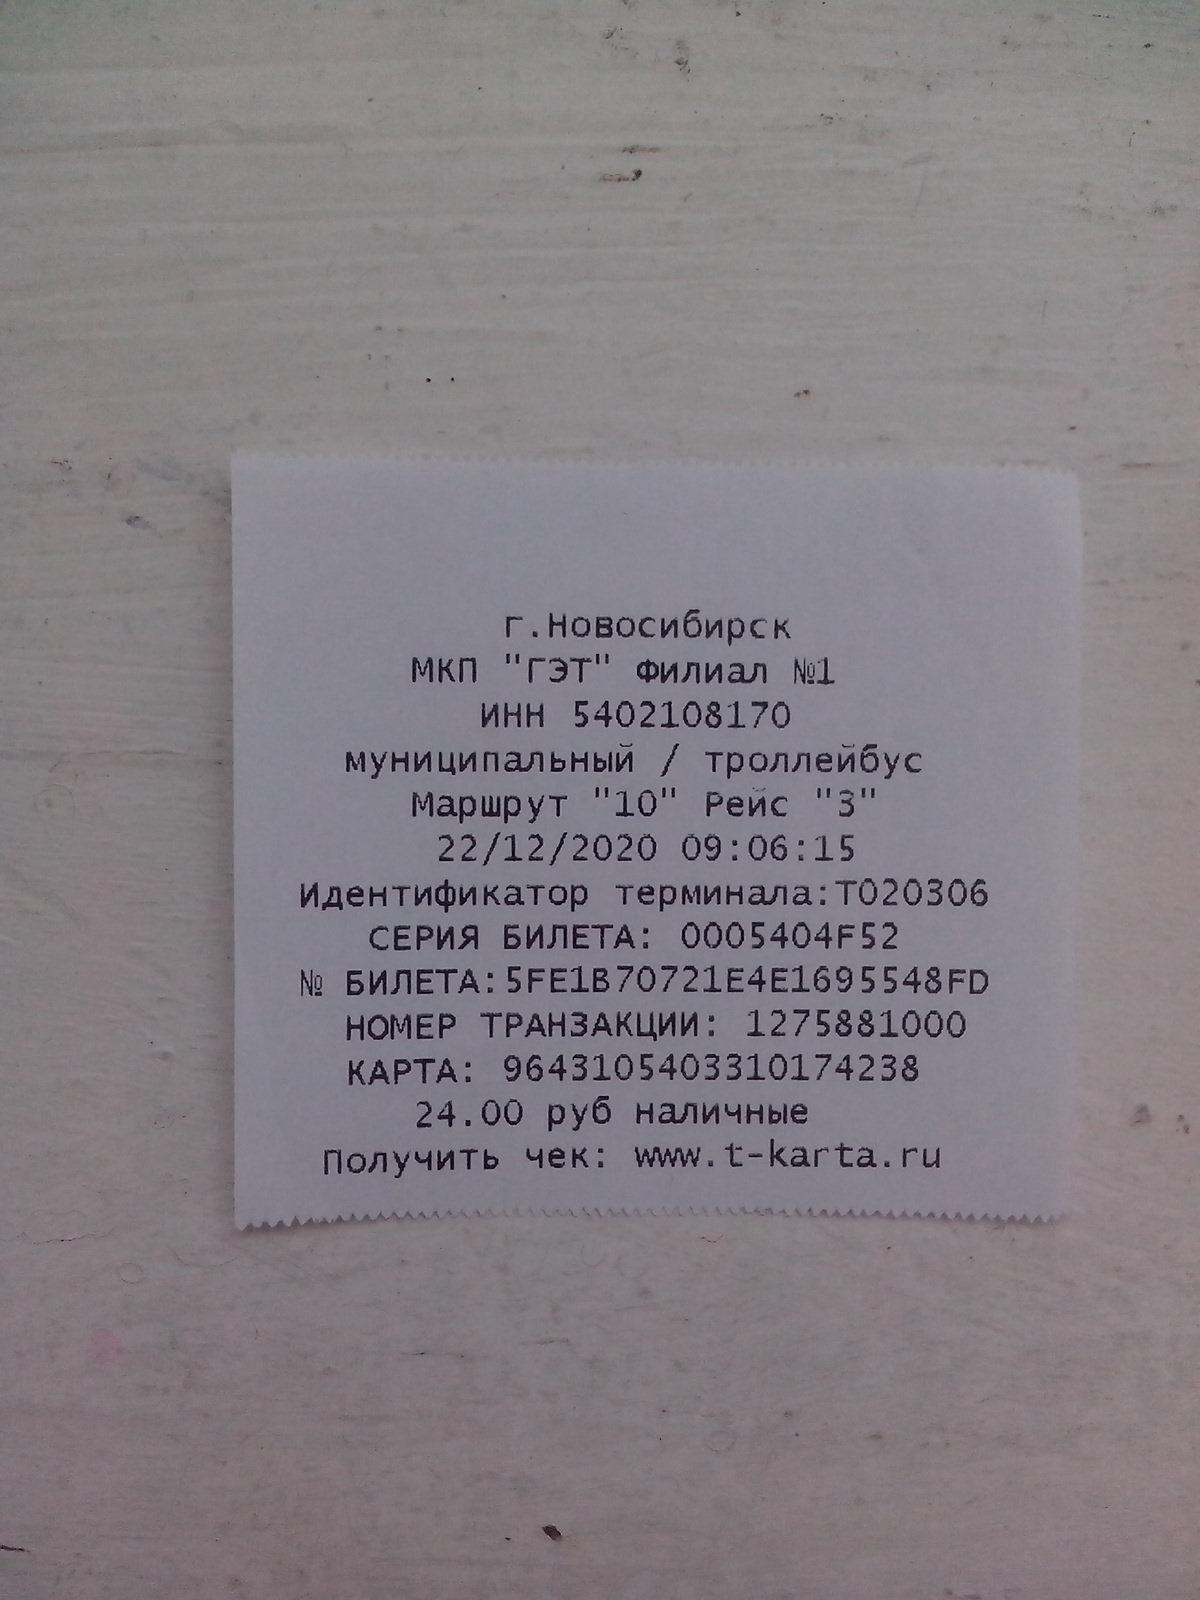 г.Новосибирск
МКП "ГЭТ" Филиал №1
ИНН 5402108170
муниципальный / троллейбус
Маршрут "10" Рейс "3"
22/12/2020 09:06:15
Идентификатор терминала:T020306
СЕРИЯ БИЛЕТА: 0005404F52
№ БИЛЕТА:5FE1B70721E4E1695548FD
НОМЕР ТРАНЗАКЦИИ: 1275881000
КАРТА: 9643105403310174238
24.00 руб наличные
Получить чек: www.t-karta.ru